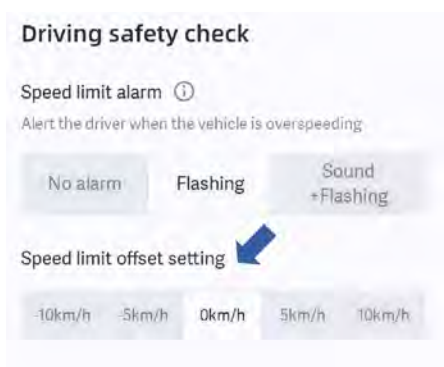 Driving safety check
Speed limit alarm ⓘ
Alert the driver when the vehicle is overspeeding
No alarm Flashing Sound
+Flashing
Speed limit offset setting
-10km/h -5km/h 0km/h 5km/h 10km/h